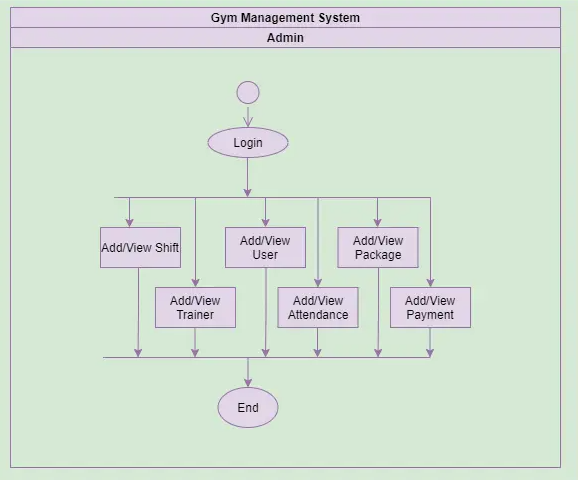 Gym Management System
Admin
Login
Add/View Shift
Add/View
User
Add/View
Package
Add/View
Trainer
Add/View
Attendance
Add/View
Payment
End